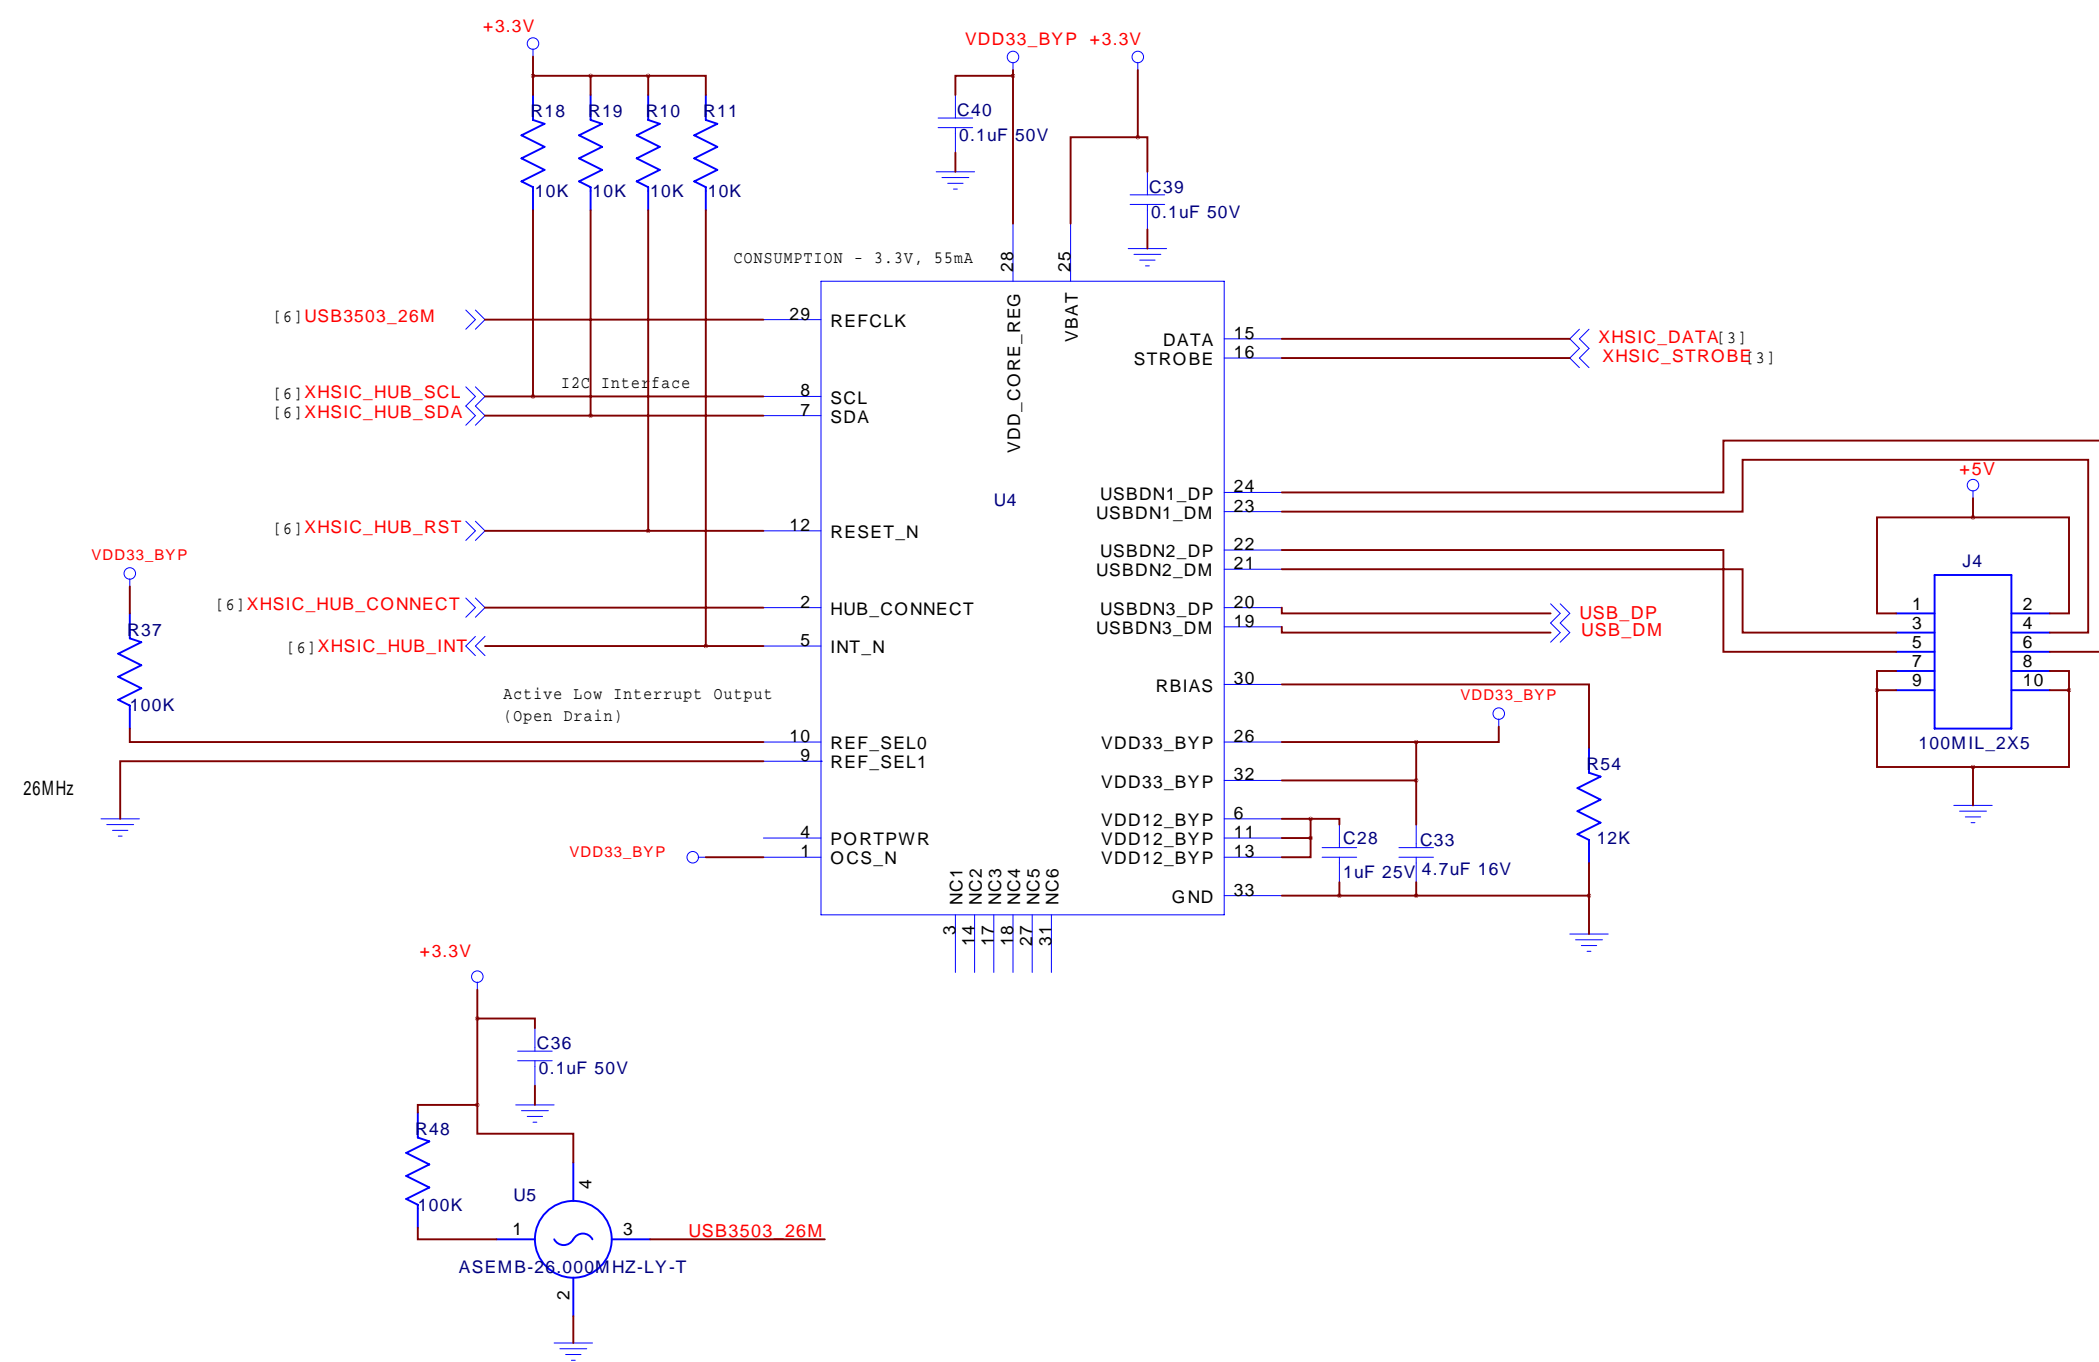 +3.3V
VDD33_BYP +3.3V
R18 R19 R10 R11
10K 10K 10K 10K
C40
0.1uF 50V
C39
0.1uF 50V
CONSUMPTION - 3.3V, 55mA
28
25
VDD_CORE_REG
VBAT
[6] USB3503_26M
29 REFCLK
I2C Interface
[6] XHSIC_HUB_SCL
8 SCL
[6] XHSIC_HUB_SDA
7 SDA
[6] XHSIC_HUB_RST
12 RESET_N
[6] XHSIC_HUB_CONNECT
2 HUB_CONNECT
[6] XHSIC_HUB_INT
5 INT_N
Active Low Interrupt Output
(Open Drain)
VDD33_BYP
R37
100K
10 REF_SEL0
9 REF_SEL1
26MHz
4 PORTPWR
VDD33_BYP
1 OCS_N
U4
NC1 NC2 NC3 NC4 NC5 NC6
3 14 17 18 27 31
DATA 15
XHSIC_DATA [3]
STROBE 16
XHSIC_STROBE [3]
USBDN1_DP 24
USBDN1_DM 23
USBDN2_DP 22
USBDN2_DM 21
USBDN3_DP 20
USB_DP
USBDN3_DM 19
USB_DM
RBIAS 30
VDD33_BYP
VDD33_BYP 26
VDD33_BYP 32
VDD12_BYP 6
VDD12_BYP 11
VDD12_BYP 13
GND 33
C28
1uF 25V
C33
4.7uF 16V
R54
12K
+5V
J4
1 2
3 4
5 6
7 8
9 10
100MIL_2X5
+3.3V
C36
0.1uF 50V
R48
100K
U5
4
1
3
USB3503_26M
ASEMB-26.000MHZ-LY-T
2